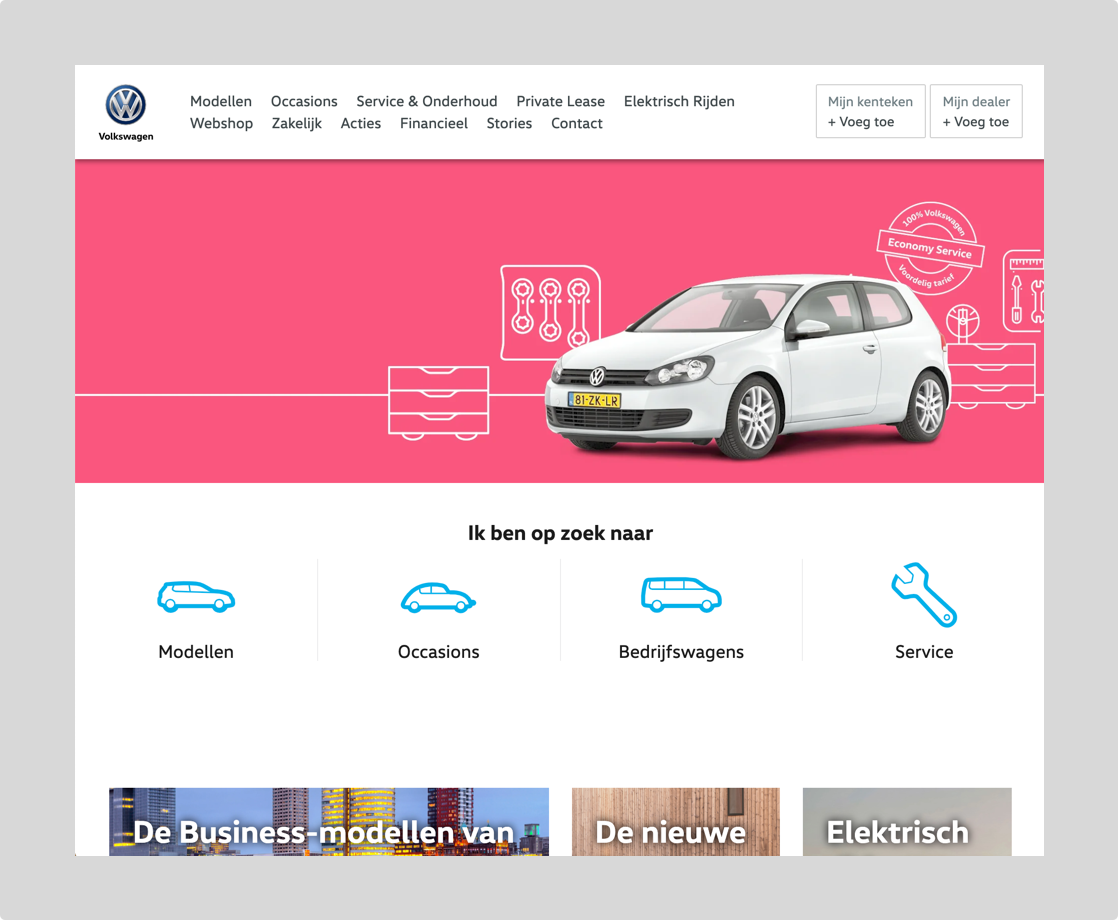 Modellen Occasions Service & Onderhoud Private Lease Elektrisch Rijden
Webshop Zakelijk Acties Financieel Stories Contact
Volkswagen
Mijn kenteken
+ Voeg toe
Mijn dealer
+ Voeg toe
100% Volkswagen
Economy Service
Voordelig tarief
81-ZK-LR
Ik ben op zoek naar
Modellen
Occasions
Bedrijfswagens
Service
De Business-modellen van
De nieuwe
Elektrisch